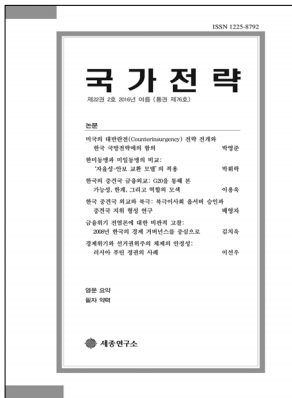 ISSN 1225-8792
국가전략
제22권 2호 2016년 여름 (통권 제76호)
논문
미국의 대반란전(Counterinsurgency) 전략 전개와
한국 국방전략에의 함의 박영준
한미동맹과 미일동맹의 비교:
'자율성-안보 교환 모델'의 적용 박휘락
한국의 중견국 금융외교: G20을 통해 본
가능성, 한계, 그리고 역할의 모색 이용욱
한국 중견국 외교와 북극: 북극이사회 옵서버 승인과
중견국 지위 형성 연구 배영자
금융위기 전염론에 대한 비판적 고찰:
2008년 한국의 경제 거버넌스를 중심으로 김치욱
경제위기와 선거권위주의 체제의 안정성:
러시아 푸틴 정권의 사례 이선우
영문 요약
필자 약력
세종연구소